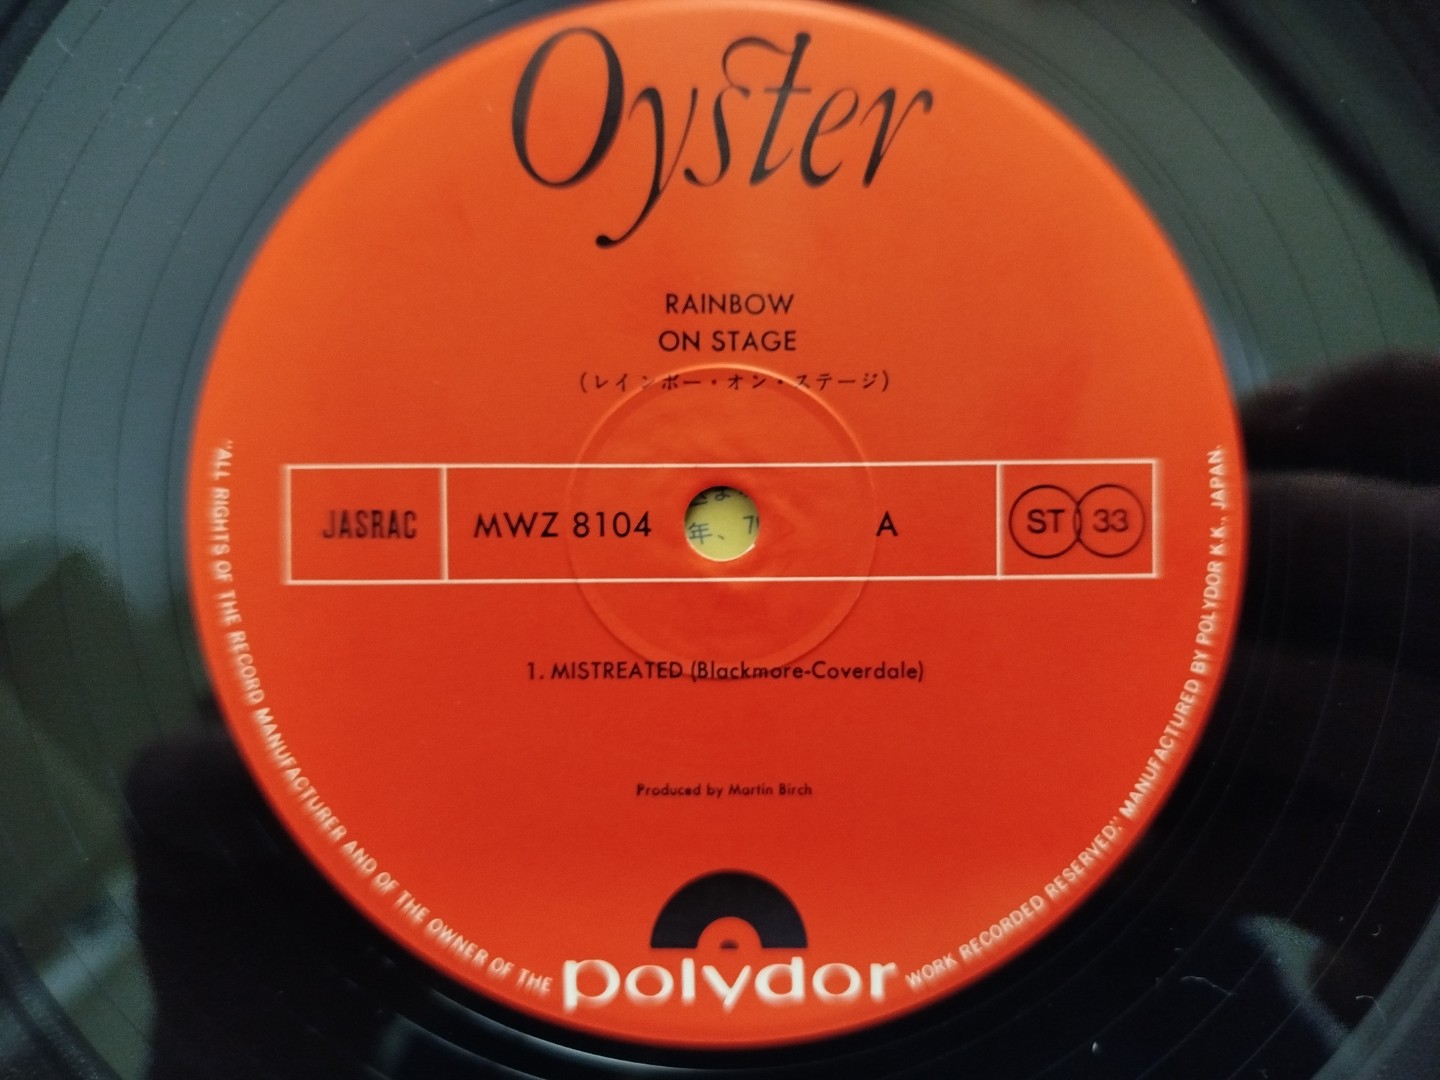 Oyster
RAINBOW
ON STAGE
(レインボー・オン・ステージ)
JASRAC
MWZ 8104
年、
A
ST 33
1. MISTREATED (Blackmore-Coverdale)
Produced by Martin Birch
polydor
"ALL RIGHTS OF THE RECORD MANUFACTURER AND OF THE OWNER OF THE WORK RECORDED RESERVED." MANUFACTURED BY POLYDOR K.K., JAPAN.